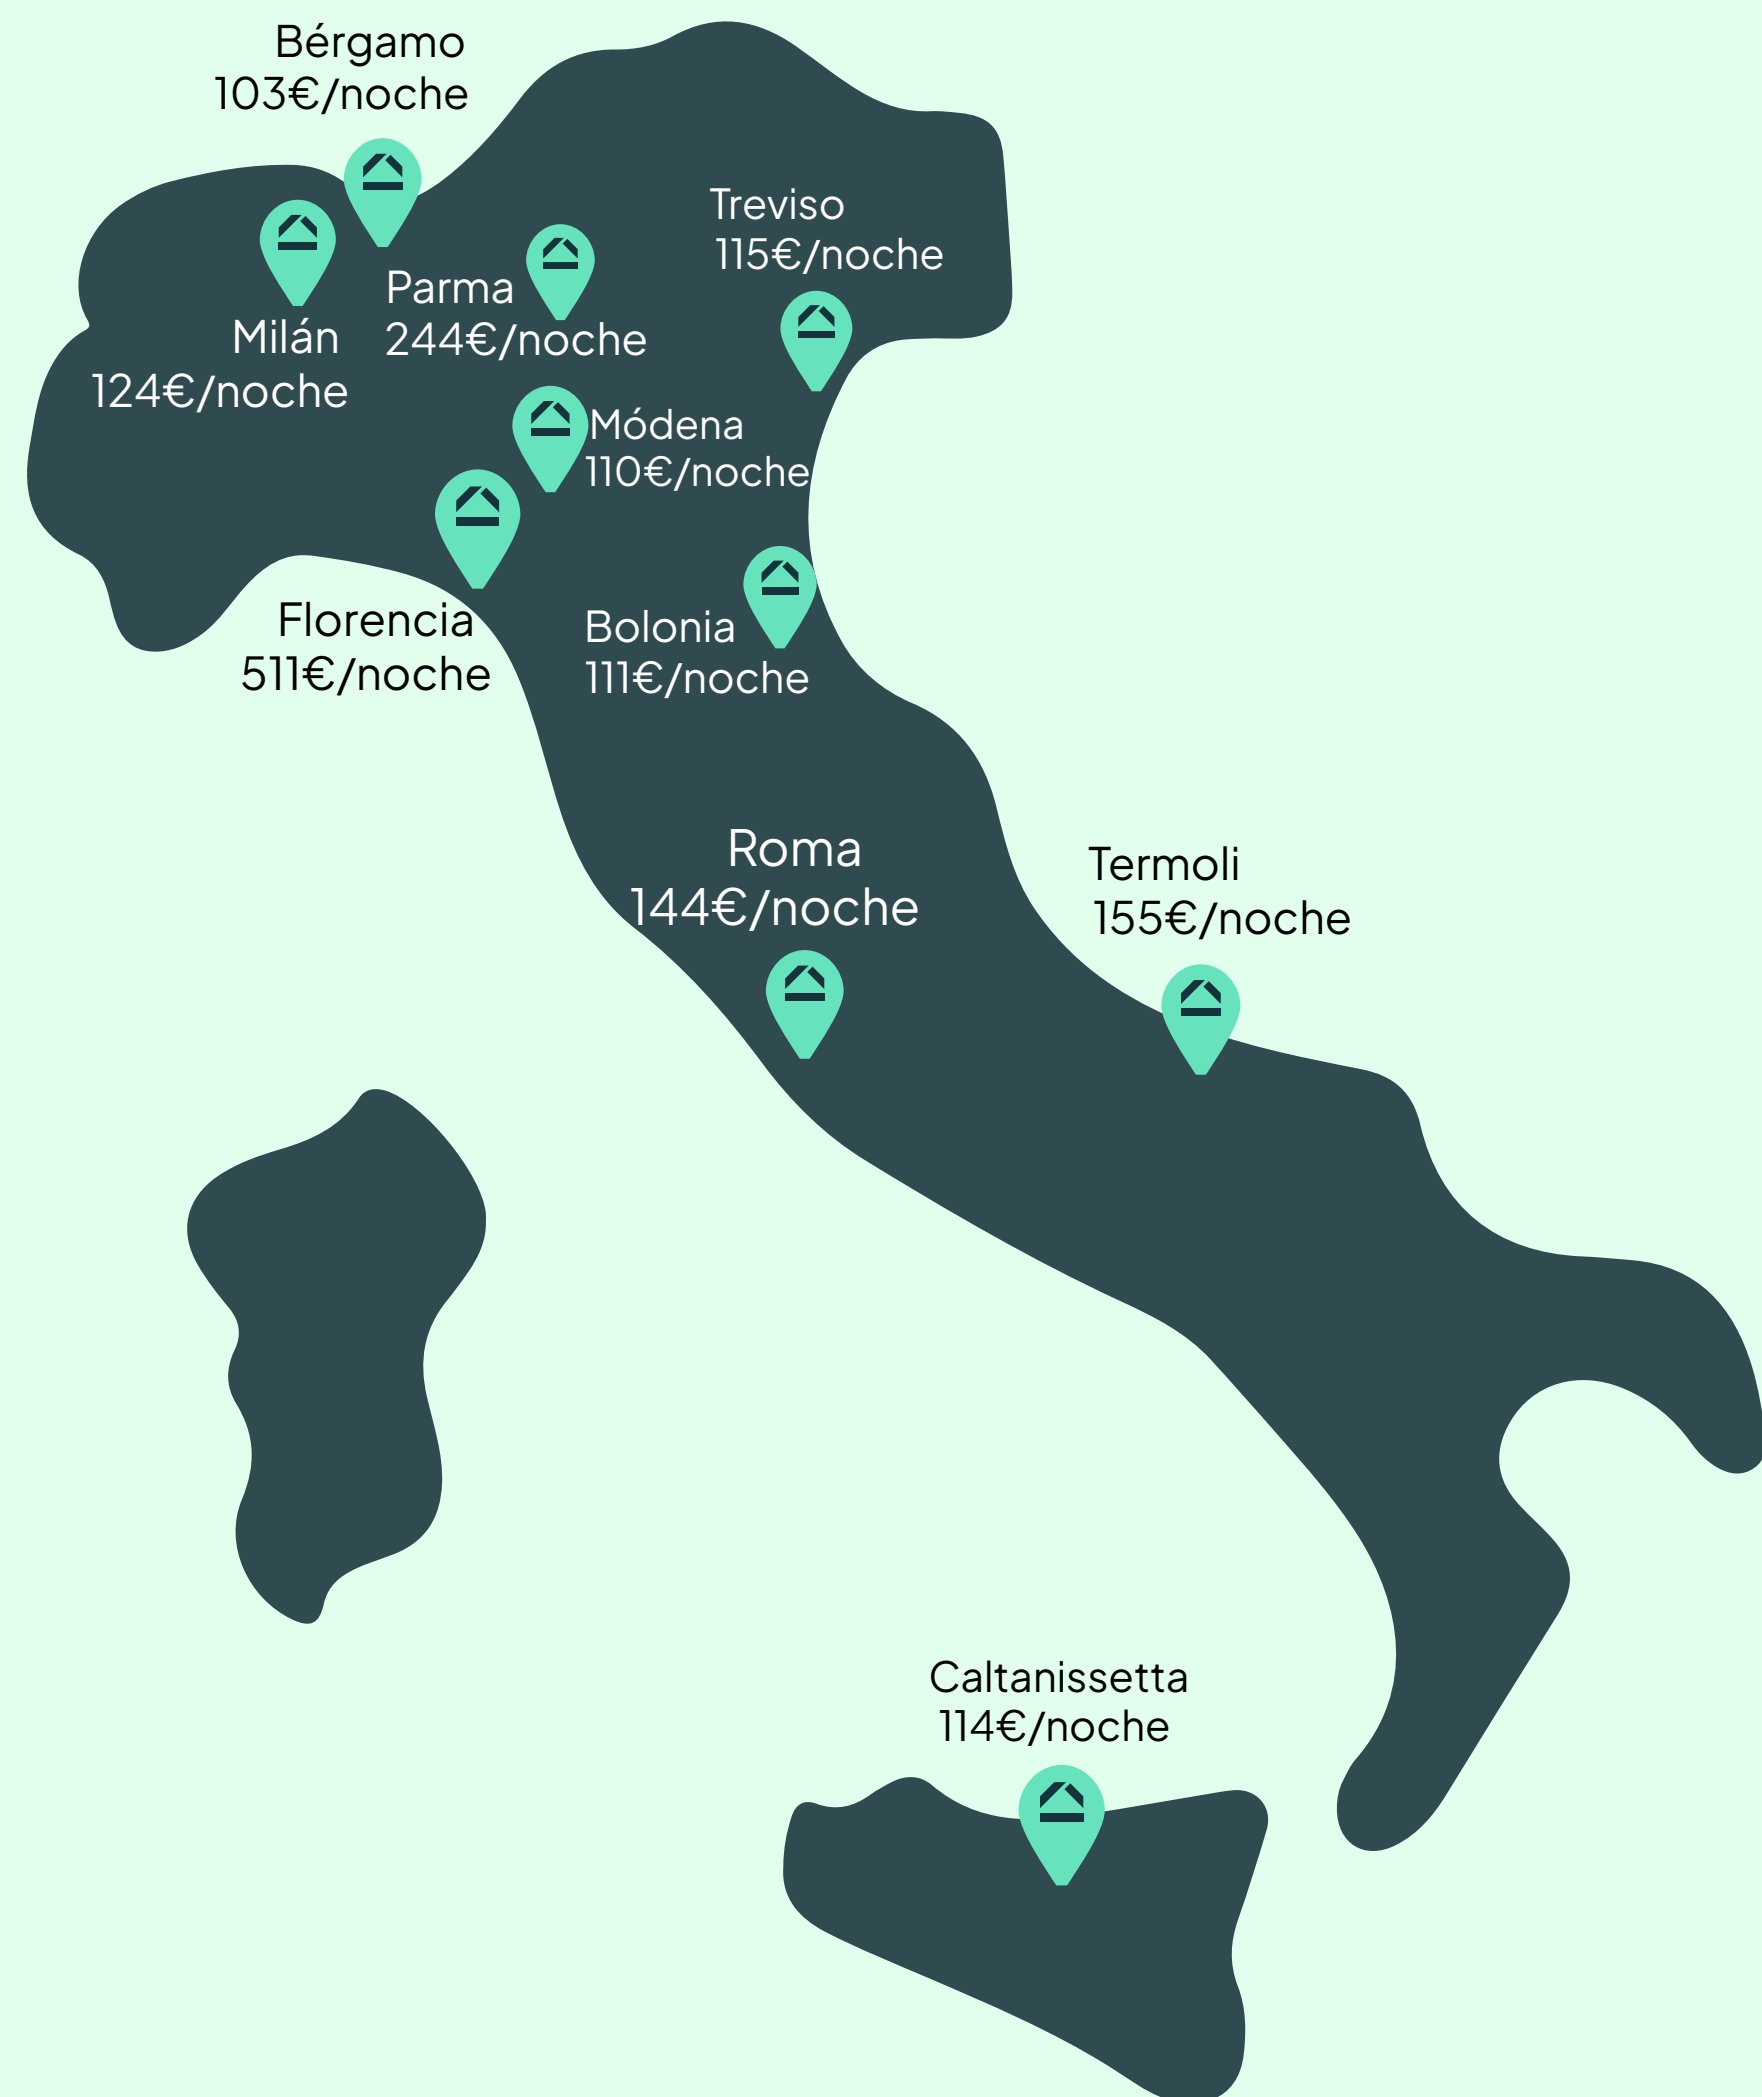 Bérgamo
103€/noche
Treviso
115€/noche
Parma
244€/noche
Milán
124€/noche
Módena
110€/noche
Florencia
511€/noche
Bolonia
111€/noche
Roma
144€/noche
Termoli
155€/noche
Caltanissetta
114€/noche